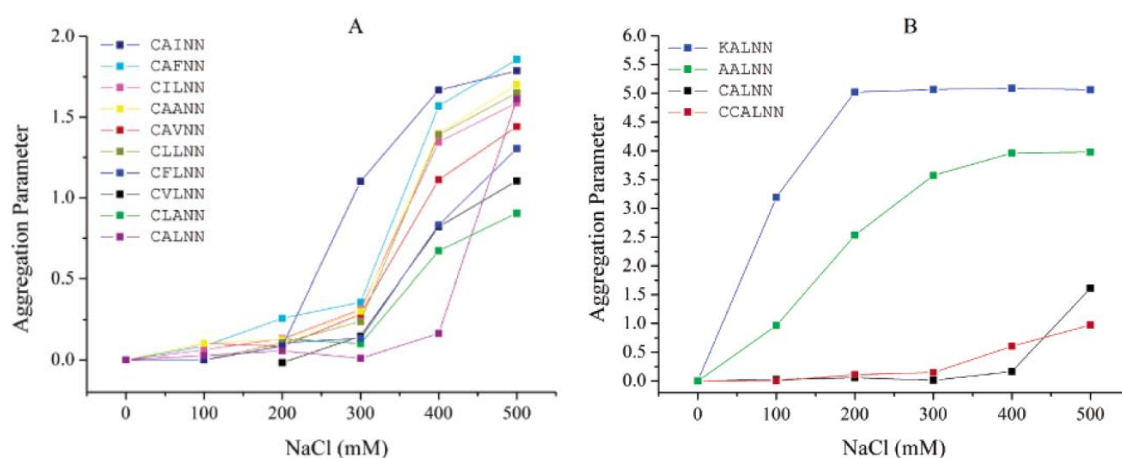 A
Aggregation Parameter
2.0
1.5
1.0
0.5
0.0
CAINN
CAFNN
CILNN
CAANN
CAVNN
CLLNN
CFLNN
CVLNN
CLANN
CALNN
0 100 200 300 400 500
NaCl (mM)
B
Aggregation Parameter
6.0
5.5
5.0
4.5
4.0
3.5
3.0
2.5
2.0
1.5
1.0
0.5
0.0
KALNN
AALNN
CALNN
CCALNN
0 100 200 300 400 500
NaCl (mM)